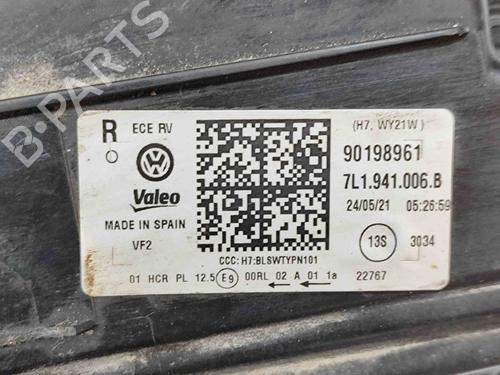 B-PARTS
R ECE RV (H7, WY21W)
VW 90198961
Valeo 7L1.941.006.B
24/05/21 05:26:59
MADE IN SPAIN
VF2 13S 3034
CCC: H7:BLSWTYPN101
01 HCR PL 12.5 E9 00RL 02 A 01 1a 22767